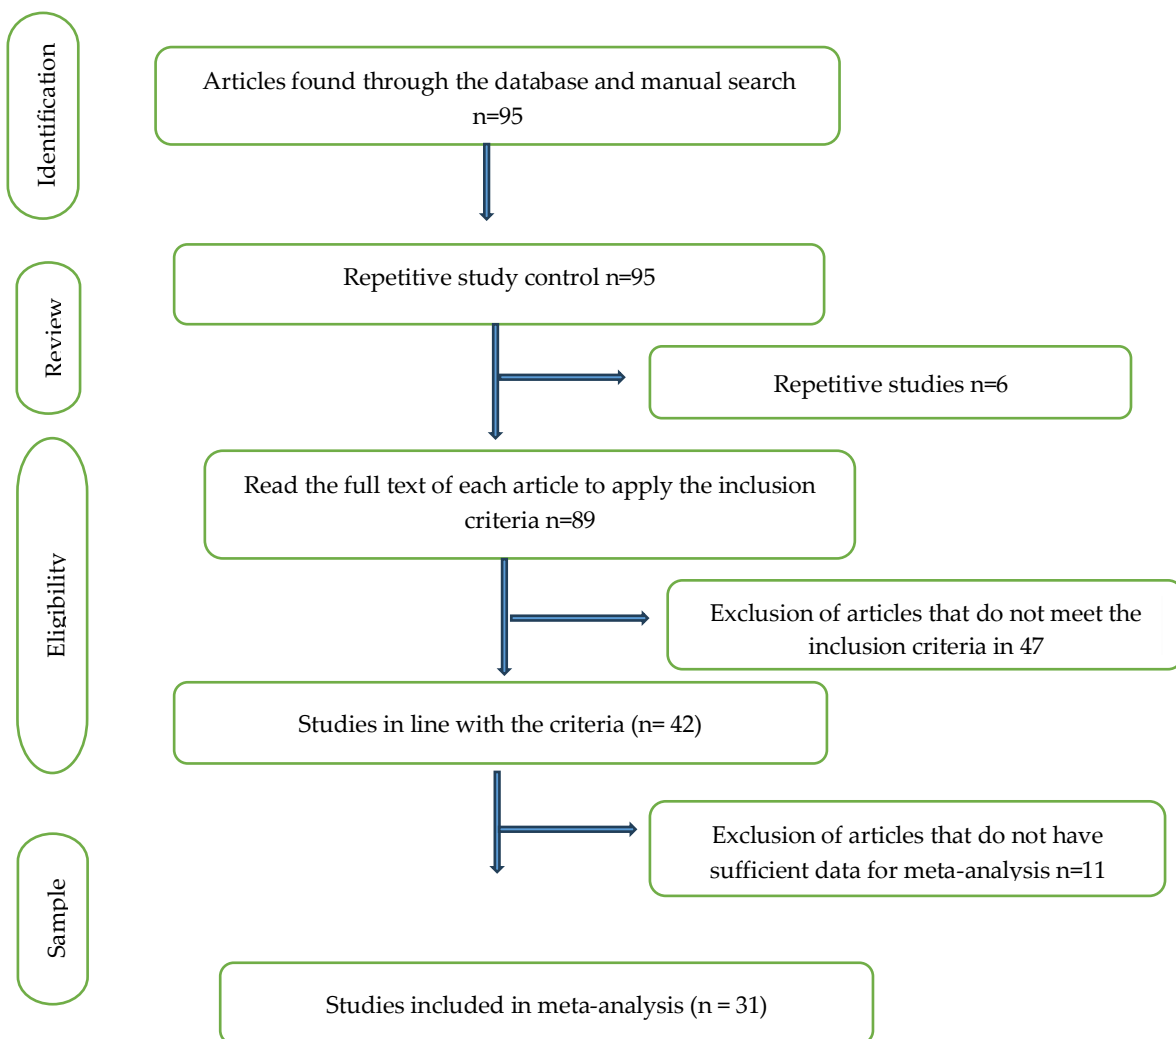 Identification
Articles found through the database and manual search
n=95
Review
Repetitive study control n=95
Repetitive studies n=6
Eligibility
Read the full text of each article to apply the inclusion
criteria n=89
Exclusion of articles that do not meet the
inclusion criteria in 47
Studies in line with the criteria (n= 42)
Sample
Exclusion of articles that do not have
sufficient data for meta-analysis n=11
Studies included in meta-analysis (n = 31)